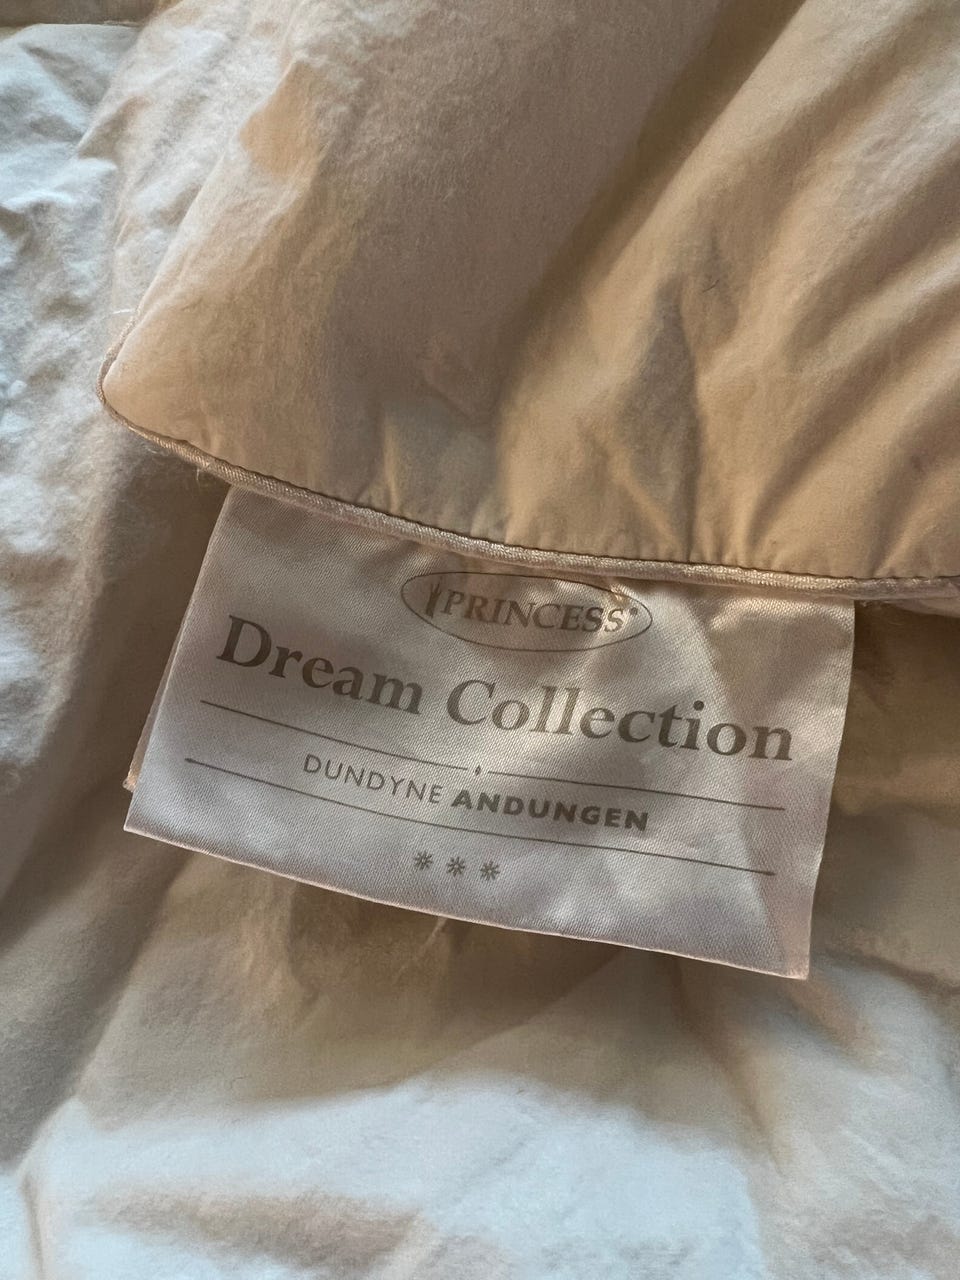 PRINCESS®
Dream Collection
DUNDYNE ANDUNGEN
***